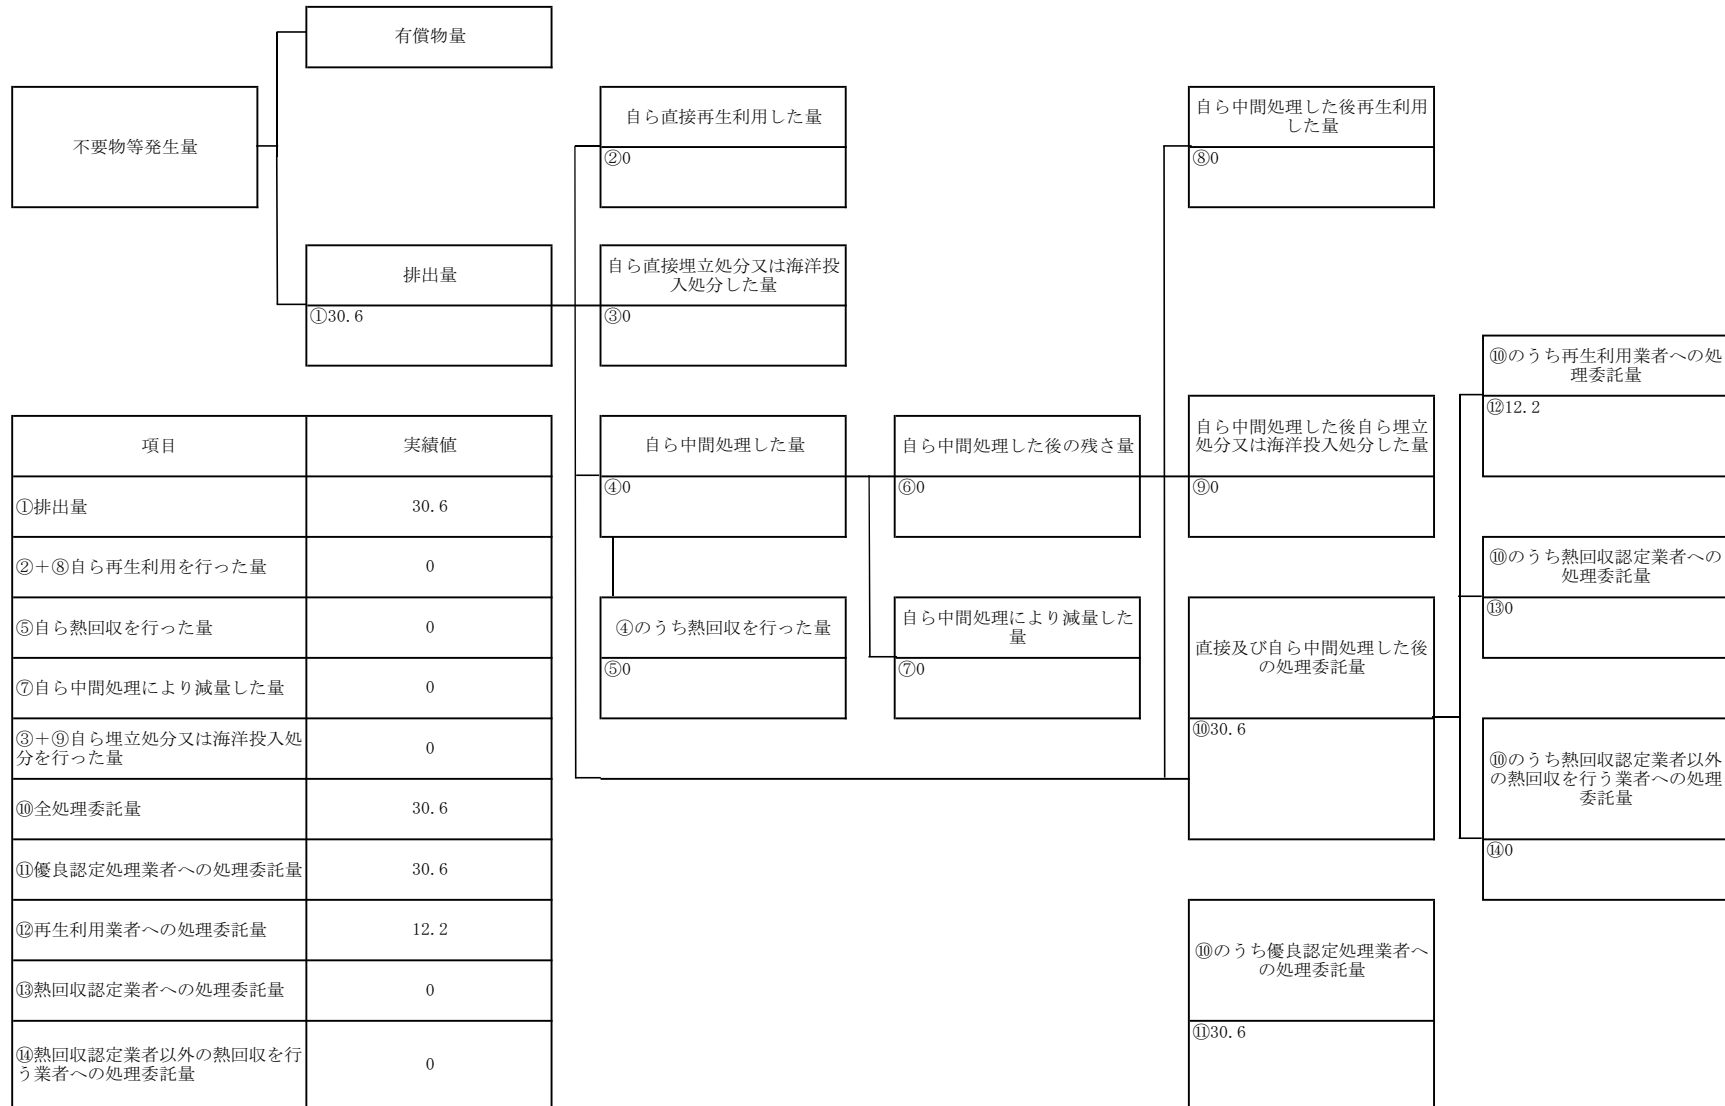 有償物量
不要物等発生量
自ら直接再生利用した量
②0
自ら中間処理した後再生利用
した量
⑧0
排出量
①30.6
自ら直接埋立処分又は海洋投
入処分した量
③0
⑩のうち再生利用業者への処
理委託量
⑫12.2
自ら中間処理した量
④0
自ら中間処理した後の残さ量
⑥0
自ら中間処理した後自ら埋立
処分又は海洋投入処分した量
⑨0
⑩のうち熱回収認定業者への
処理委託量
⑬0
④のうち熱回収を行った量
⑤0
自ら中間処理により減量した
量
⑦0
直接及び自ら中間処理した後
の処理委託量
⑩30.6
⑩のうち熱回収認定業者以外
の熱回収を行う業者への処理
委託量
⑭0
⑩のうち優良認定処理業者へ
の処理委託量
⑪30.6
項目 実績値
①排出量 30.6
②＋⑧自ら再生利用を行った量 0
⑤自ら熱回収を行った量 0
⑦自ら中間処理により減量した量 0
③＋⑨自ら埋立処分又は海洋投入処
分を行った量 0
⑩全処理委託量 30.6
⑪優良認定処理業者への処理委託量 30.6
⑫再生利用業者への処理委託量 12.2
⑬熱回収認定業者への処理委託量 0
⑭熱回収認定業者以外の熱回収を行
う業者への処理委託量 0